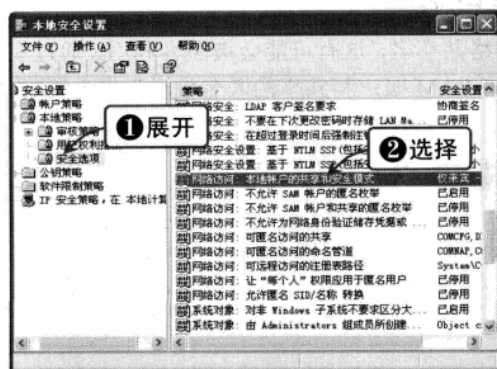 本地安全设置
文件(F) 操作(A) 查看(V) 帮助(H)
安全设置
帐户策略
本地策略
审核策略
用户权利指
安全选项
公钥策略
软件限制策略
IP 安全策略，在 本地计算
❶展开
❷选择
策略 安全设置
网络安全: LDAP 客户签名要求 协商签名
网络安全: 不要在下次更改密码时存储 LAN Ma... 已停用
网络安全: 在超过登录时间后强制注
网络安全设置: 基于 NTLM SSP(包括 小
网络安全设置: 基于 NTLM SSP(包括 小
网络访问: 本地帐户的共享和安全模式 仅来宾
网络访问: 不允许 SAM 帐户的匿名枚举 已启用
网络访问: 不允许 SAM 帐户和共享的匿名枚举 已停用
网络访问: 不允许为网络身份验证储存凭据或 已停用
网络访问: 可匿名访问的共享 COMCFG,D
网络访问: 可匿名访问的命名管道 COMNAP,C
网络访问: 可远程访问的注册表路径 System\C
网络访问: 让“每个人”权限应用于匿名用户 已停用
网络访问: 允许匿名 SID/名称 转换 已停用
系统对象: 对非 Windows 子系统不要求区分大... 已启用
系统对象: 由 Administrators 组成员所创建... Object c